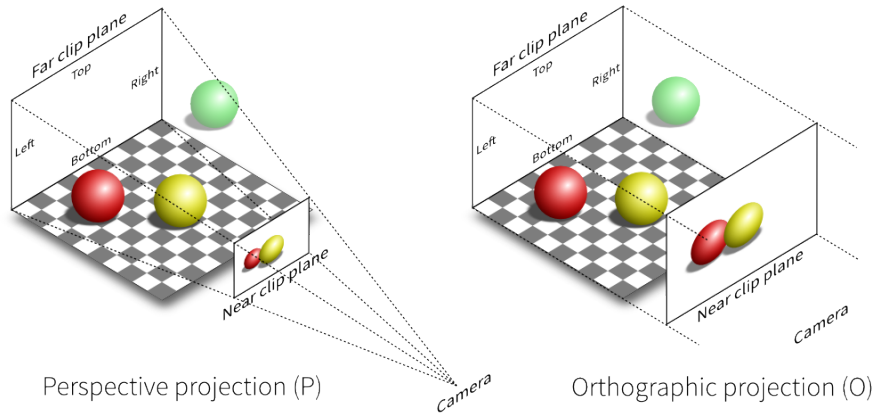 Far clip plane
Top
Right
Left
Bottom
Near clip plane
Camera
Perspective projection (P)
Far clip plane
Top
Right
Left
Bottom
Near clip plane
Camera
Orthographic projection (O)